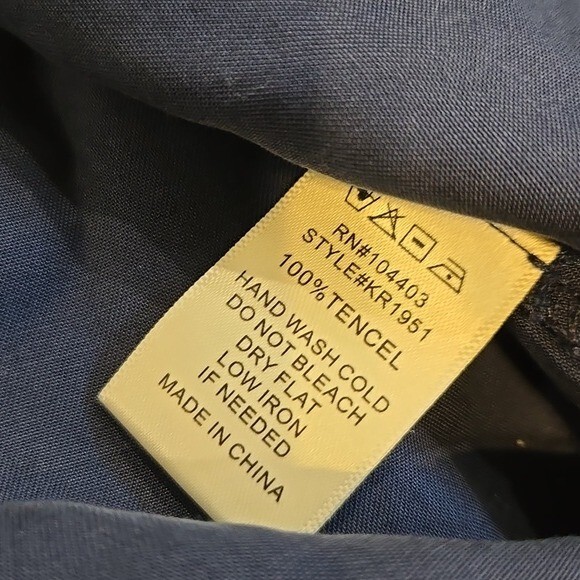 RN#104403
STYLE#KR1951
100% TENCEL
HAND WASH COLD
DO NOT BLEACH
DRY FLAT
LOW IRON
IF NEEDED
MADE IN CHINA